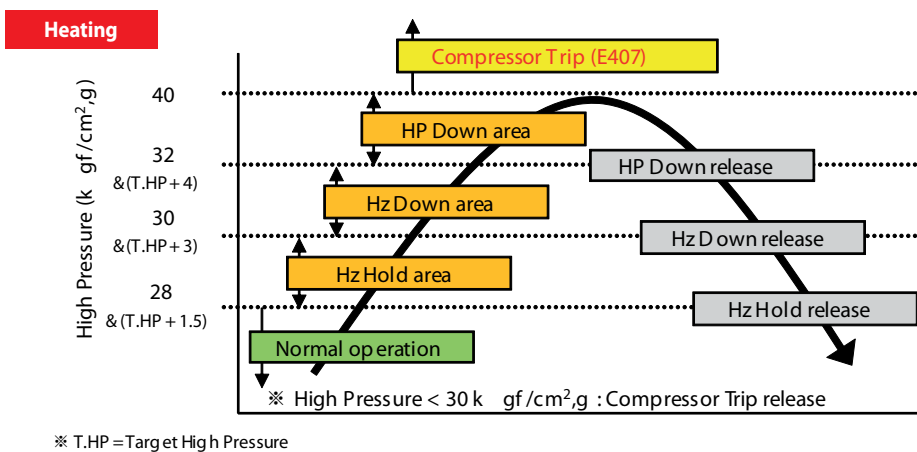 Heating
High Pressure (k gf/cm²,g)
40
32
&(T.HP+4)
30
&(T.HP+3)
28
&(T.HP+1.5)
Compressor Trip (E407)
HP Down area
HP Down release
Hz Down area
Hz Down release
Hz Hold area
Hz Hold release
Normal operation
※ High Pressure < 30 k gf/cm²,g : Compressor Trip release
※ T.HP = Target High Pressure